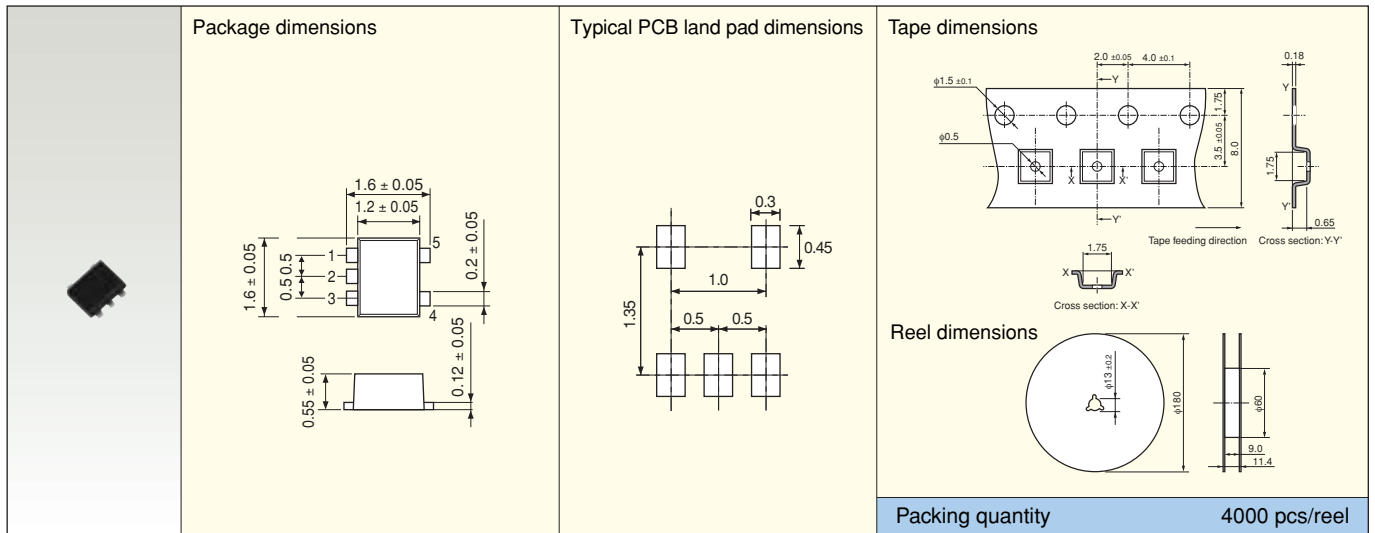 Package dimensions
1.6 ± 0.05
1.2 ± 0.05
1.6 ± 0.05
0.5 0.5
1
2
3
5
4
0.2 ± 0.05
0.55 ± 0.05
0.12 ± 0.05
Typical PCB land pad dimensions
0.3
0.45
1.0
1.35
0.5
0.5
Tape dimensions
2.0 ±0.05
4.0 ±0.1
0.18
φ1.5 ±0.1
Y
1.75
Y
φ0.5
3.5 ±0.05
8.0
1.75
X
X'
Y'
Y'
0.65
Tape feeding direction
Cross section: Y-Y'
1.75
X
X'
Cross section: X-X'
Reel dimensions
φ13 ±0.2
φ180
φ60
9.0
11.4
Packing quantity
4000 pcs/reel